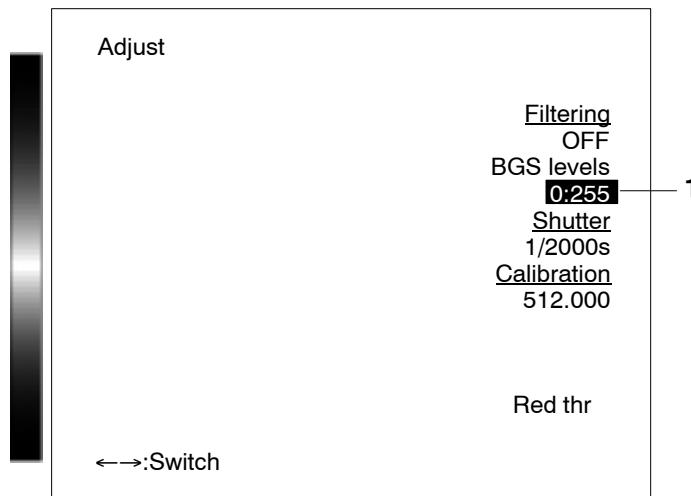 Adjust
Filtering
OFF
BGS levels
0:255
1
Shutter
1/2000s
Calibration
512.000
Red thr
←→:Switch